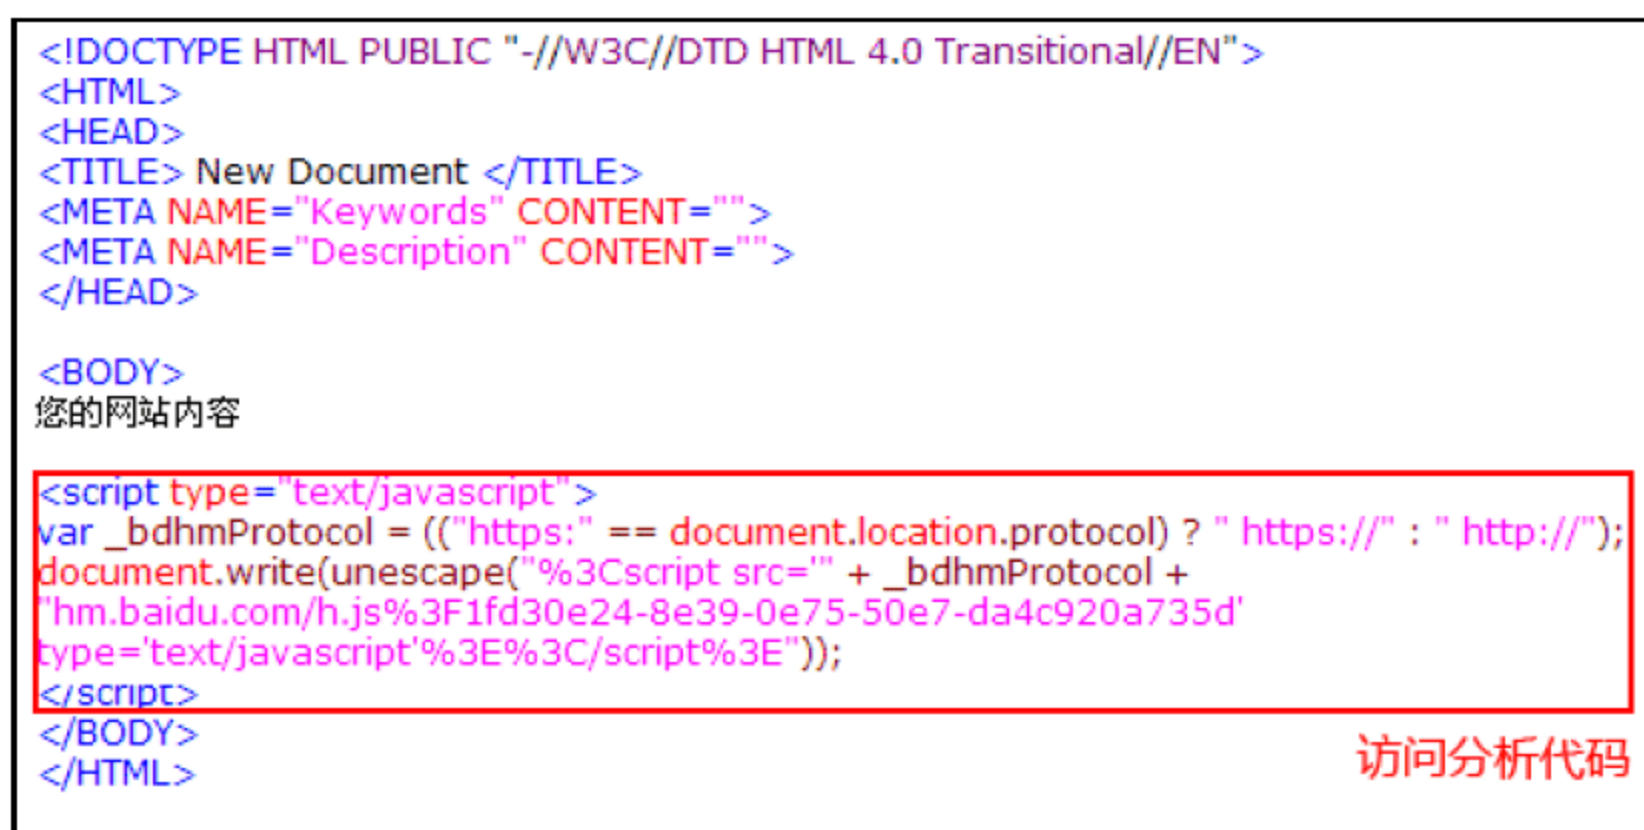 <!DOCTYPE HTML PUBLIC "-//W3C//DTD HTML 4.0 Transitional//EN">
<HTML>
<HEAD>
<TITLE> New Document </TITLE>
<META NAME="Keywords" CONTENT="">
<META NAME="Description" CONTENT="">
</HEAD>
<BODY>
您的网站内容
<script type="text/javascript">
var _bdhmProtocol = (("https:" == document.location.protocol) ? " https://" : " http://");
document.write(unescape("%3Cscript src='" + _bdhmProtocol +
"hm.baidu.com/h.js%3F1fd30e24-8e39-0e75-50e7-da4c920a735d'
type='text/javascript'%3E%3C/script%3E"));
</script>
</BODY>
</HTML>
访问分析代码